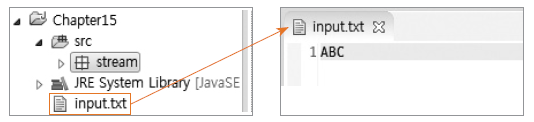 Chapter15
src
stream
JRE System Library [JavaSE
input.txt
input.txt
1 ABC